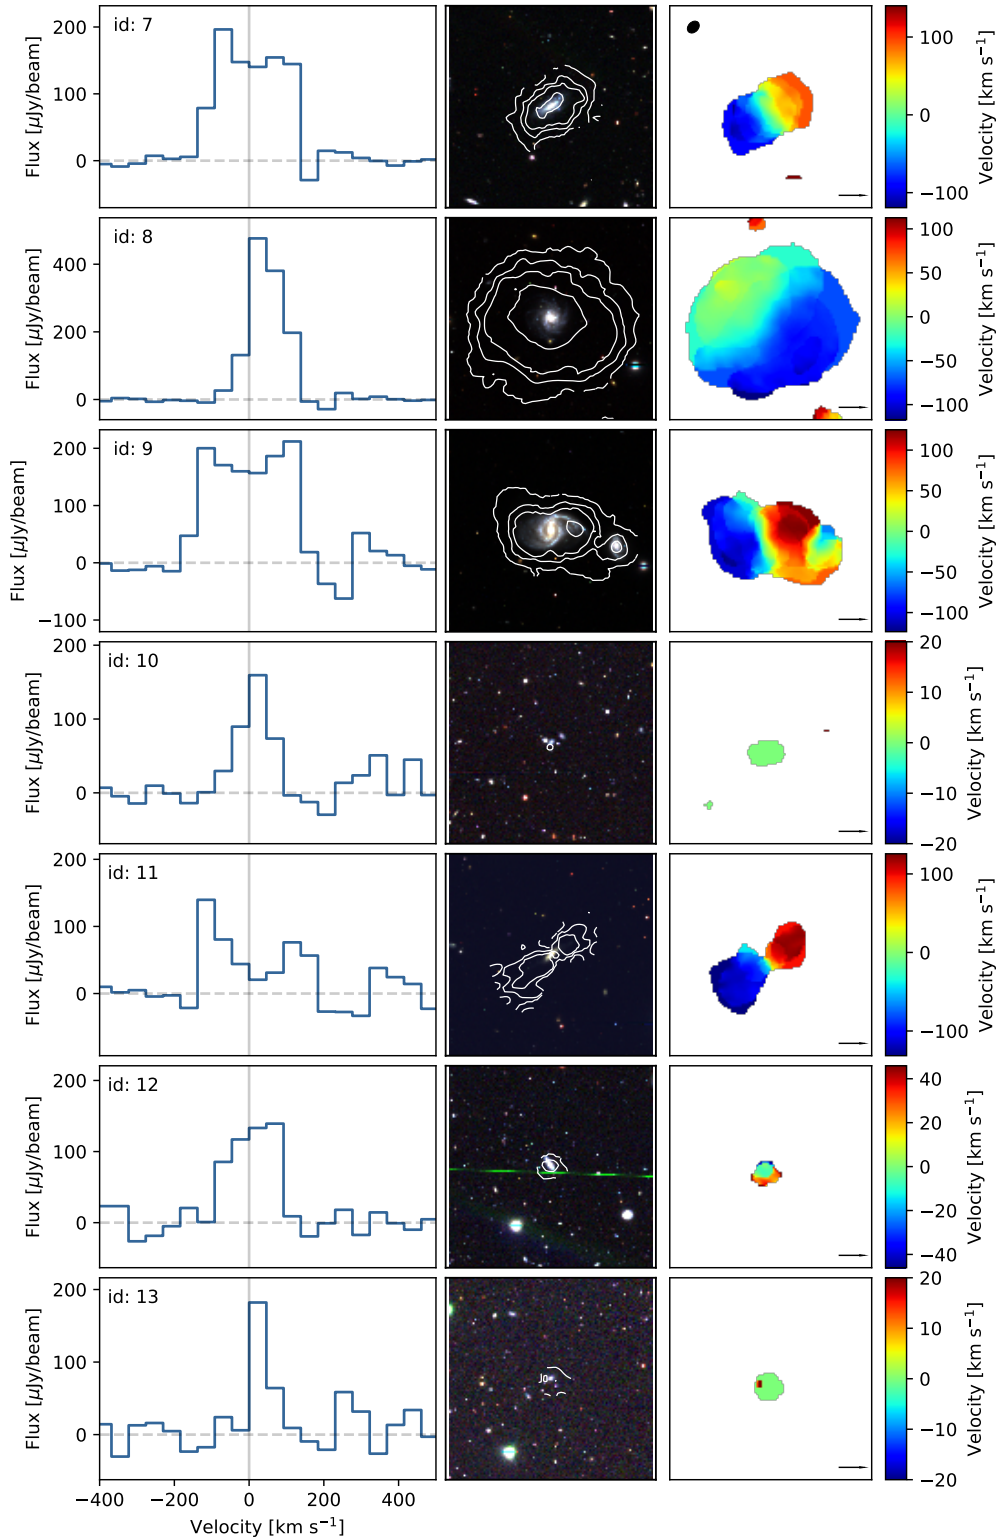 id: 7
200
100
0
Flux [μJy/beam]
100
0
−100
Velocity [km s⁻¹]
id: 8
400
200
0
Flux [μJy/beam]
100
50
0
−50
−100
Velocity [km s⁻¹]
id: 9
200
100
0
−100
Flux [μJy/beam]
100
50
0
−50
−100
Velocity [km s⁻¹]
id: 10
200
100
0
Flux [μJy/beam]
20
10
0
−10
−20
Velocity [km s⁻¹]
id: 11
200
100
0
Flux [μJy/beam]
100
0
−100
Velocity [km s⁻¹]
id: 12
200
100
0
Flux [μJy/beam]
40
20
0
−20
−40
Velocity [km s⁻¹]
id: 13
200
100
0
Flux [μJy/beam]
20
10
0
−10
−20
Velocity [km s⁻¹]
−400 −200 0 200 400
Velocity [km s⁻¹]